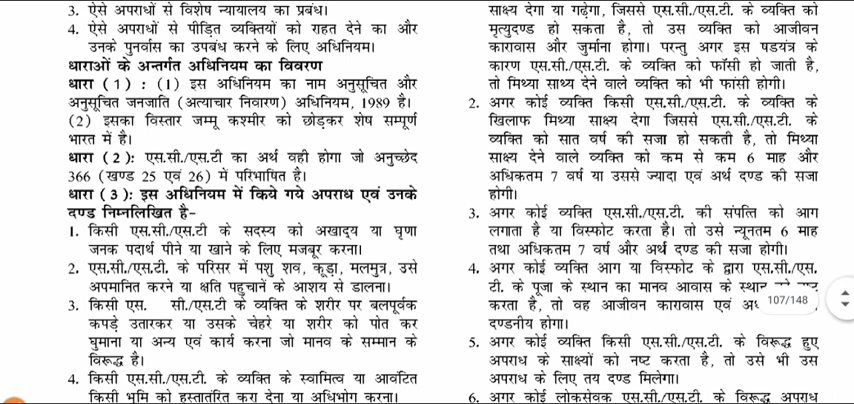 3. ऐसे अपराधों से विशेष न्यायालय का प्रबंध।
4. ऐसे अपराधों से पीड़ित व्यक्तियों को राहत देने का और
उनके पुनर्वास का उपबंध करने के लिए अधिनियम।
धाराओं के अन्तर्गत अधिनियम का विवरण
धारा (1) : (1) इस अधिनियम का नाम अनुसूचित और
अनुसूचित जनजाति (अत्याचार निवारण) अधिनियम, 1989 है।
(2) इसका विस्तार जम्मू कश्मीर को छोड़कर शेष सम्पूर्ण
भारत में है।
धारा (2): एस.सी./एस.टी का अर्थ वही होगा जो अनुच्छेद
366 (खण्ड 25 एवं 26) में परिभाषित है।
धारा (3): इस अधिनियम में किये गये अपराध एवं उनके
दण्ड निम्नलिखित है-
1. किसी एस.सी./एस.टी के सदस्य को अखाद्य या घृणा
जनक पदार्थ पीने या खाने के लिए मजबूर करना।
2. एस.सी./एस.टी. के परिसर में पशु शव, कूड़ा, मलमुत्र, उसे
अपमानित करने या क्षति पहुचानें के आशय से डालना।
3. किसी एस. सी./एस.टी के व्यक्ति के शरीर पर बलपूर्वक
कपड़े उतारकर या उसके चेहरे या शरीर को पोत कर
घुमाना या अन्य एवं कार्य करना जो मानव के सम्मान के
विरूद्ध है।
4. किसी एस.सी./एस.टी. के व्यक्ति के स्वामित्व या आवंटित
किसी भूमि को हस्तातंरित करा देना या अधिभोग करना।
साक्ष्य देगा या गढ़ेगा, जिससे एस.सी./एस.टी. के व्यक्ति को
मृत्युदण्ड हो सकता है, तो उस व्यक्ति को आजीवन
कारावास और जुर्माना होगा। परन्तु अगर इस षडयंत्र के
कारण एस.सी./एस.टी. के व्यक्ति को फाँसी हो जाती है,
तो मिथ्या साथ्य देने वाले व्यक्ति को भी फांसी होगी।
2. अगर कोई व्यक्ति किसी एस.सी./एस.टी. के व्यक्ति के
खिलाफ मिथ्या साक्ष्य देगा जिससे एस.सी./एस.टी. के
व्यक्ति को सात वर्ष की सजा हो सकती है, तो मिथ्या
साक्ष्य देने वाले व्यक्ति को कम से कम 6 माह और
अधिकतम 7 वर्ष या उससे ज्यादा एवं अर्थ दण्ड की सजा
होगी।
3. अगर कोई व्यक्ति एस.सी./एस.टी. की संपत्ति को आग
लगाता है या विस्फोट करता है। तो उसे न्यूनतम 6 माह
तथा अधिकतम 7 वर्ष और अर्थ दण्ड की सजा होगी।
4. अगर कोई व्यक्ति आग या विस्फोट के द्वारा एस.सी./एस.
टी. के पूजा के स्थान का मानव आवास के स्थान
करता है, तो वह आजीवन कारावास एवं
107/148
दण्डनीय होगा।
5. अगर कोई व्यक्ति किसी एस.सी./एस.टी. के विरूद्ध हुए
अपराध के साक्ष्यों को नष्ट करता है, तो उसे भी उस
अपराध के लिए तय दण्ड मिलेगा।
6. अगर कोई लोकसेवक एस.सी./एस.टी. के विरूद्ध अपराध